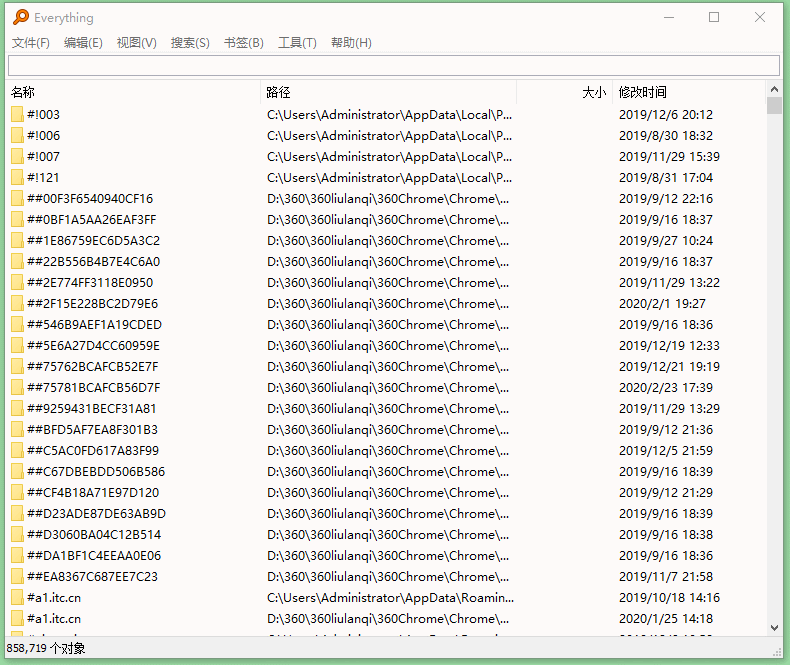 Everything
文件(F) 编辑(E) 视图(V) 搜索(S) 书签(B) 工具(T) 帮助(H)
名称 路径 大小 修改时间
#!003 C:\Users\Administrator\AppData\Local\P... 2019/12/6 20:12
#!006 C:\Users\Administrator\AppData\Local\P... 2019/8/30 18:32
#!007 C:\Users\Administrator\AppData\Local\P... 2019/11/29 15:39
#!121 C:\Users\Administrator\AppData\Local\P... 2019/8/31 17:04
##00F3F6540940CF16 D:\360\360liulanqi\360Chrome\Chrome\... 2019/9/12 22:16
##0BF1A5AA26EAF3FF D:\360\360liulanqi\360Chrome\Chrome\... 2019/9/16 18:37
##1E86759EC6D5A3C2 D:\360\360liulanqi\360Chrome\Chrome\... 2019/9/27 10:24
##22B556B4B7E4C6A0 D:\360\360liulanqi\360Chrome\Chrome\... 2019/9/16 18:37
##2E774FF3118E0950 D:\360\360liulanqi\360Chrome\Chrome\... 2019/11/29 13:22
##2F15E228BC2D79E6 D:\360\360liulanqi\360Chrome\Chrome\... 2020/2/1 19:27
##546B9AEF1A19CDED D:\360\360liulanqi\360Chrome\Chrome\... 2019/9/16 18:36
##5E6A27D4CC60959E D:\360\360liulanqi\360Chrome\Chrome\... 2019/12/19 12:33
##75762BCAFCB52E7F D:\360\360liulanqi\360Chrome\Chrome\... 2019/12/21 19:19
##75781BCAFCB56D7F D:\360\360liulanqi\360Chrome\Chrome\... 2020/2/23 17:39
##9259431BECF31A81 D:\360\360liulanqi\360Chrome\Chrome\... 2019/11/29 13:29
##BFD5AF7EA8F301B3 D:\360\360liulanqi\360Chrome\Chrome\... 2019/9/12 21:36
##C5AC0FD617A83F99 D:\360\360liulanqi\360Chrome\Chrome\... 2019/12/5 21:59
##C67DBEBDD506B586 D:\360\360liulanqi\360Chrome\Chrome\... 2019/9/16 18:39
##CF4B18A71E97D120 D:\360\360liulanqi\360Chrome\Chrome\... 2019/9/12 21:29
##D23ADE87DE63AB9D D:\360\360liulanqi\360Chrome\Chrome\... 2019/9/16 18:39
##D3060BA04C12B514 D:\360\360liulanqi\360Chrome\Chrome\... 2019/9/16 18:38
##DA1BF1C4EEAA0E06 D:\360\360liulanqi\360Chrome\Chrome\... 2019/9/16 18:36
##EA8367C687EE7C23 D:\360\360liulanqi\360Chrome\Chrome\... 2019/11/7 21:58
#a1.itc.cn C:\Users\Administrator\AppData\Roamin... 2019/10/18 14:16
#a1.itc.cn D:\360\360liulanqi\360Chrome\Chrome\... 2020/1/25 14:18
858,719 个对象